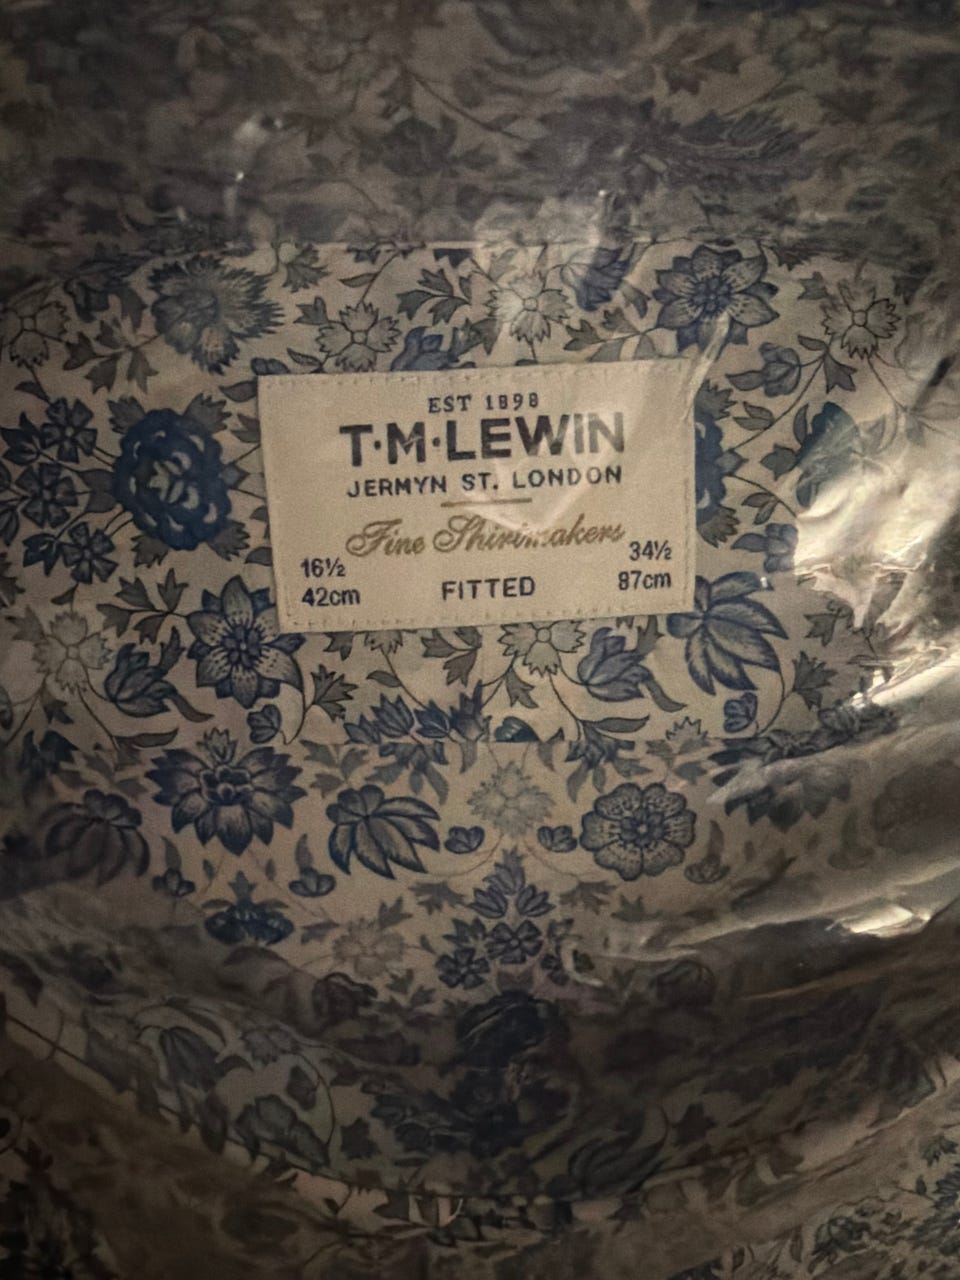 EST 1898
T·M·LEWIN
JERMYN ST. LONDON
Fine Shirtmakers
16½ 34½
42cm FITTED 87cm